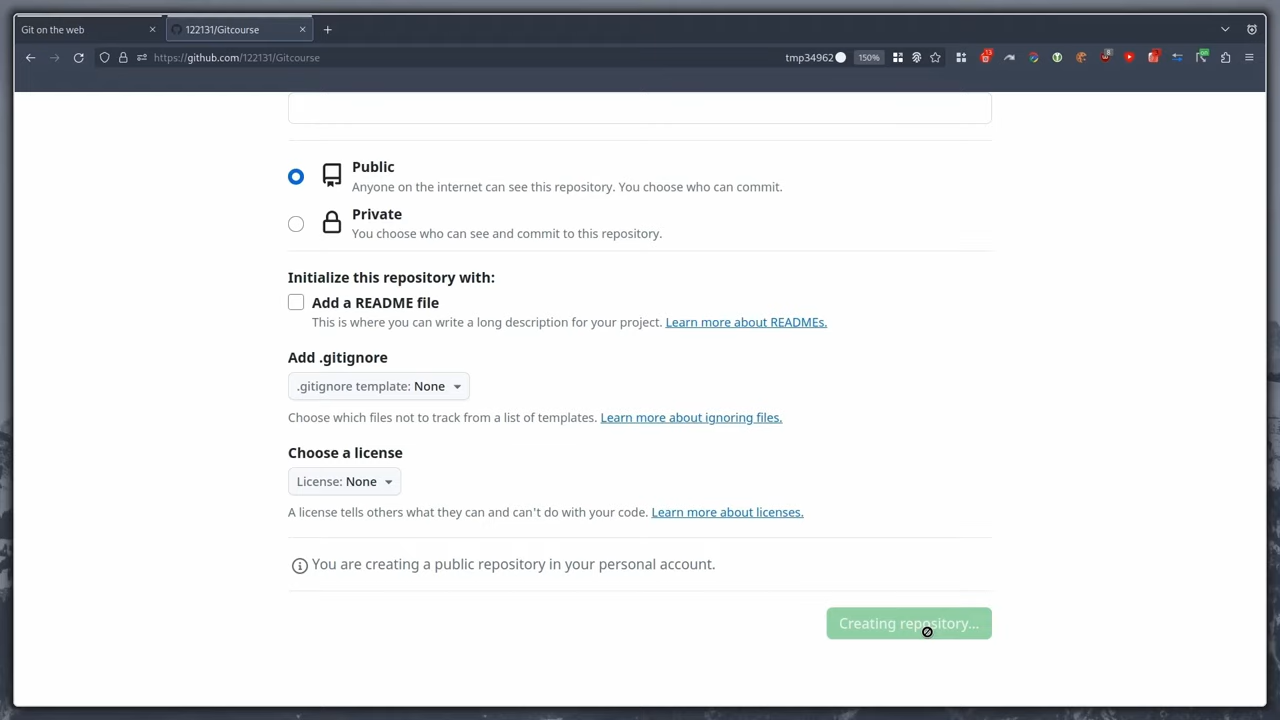 Git on the web
122131/Gitcourse
https://github.com/122131/Gitcourse
tmp34962
150%
13
8
Public
Anyone on the internet can see this repository. You choose who can commit.
Private
You choose who can see and commit to this repository.
Initialize this repository with:
Add a README file
This is where you can write a long description for your project. Learn more about READMEs.
Add .gitignore
.gitignore template: None
Choose which files not to track from a list of templates. Learn more about ignoring files.
Choose a license
License: None
A license tells others what they can and can't do with your code. Learn more about licenses.
You are creating a public repository in your personal account.
Creating repository...